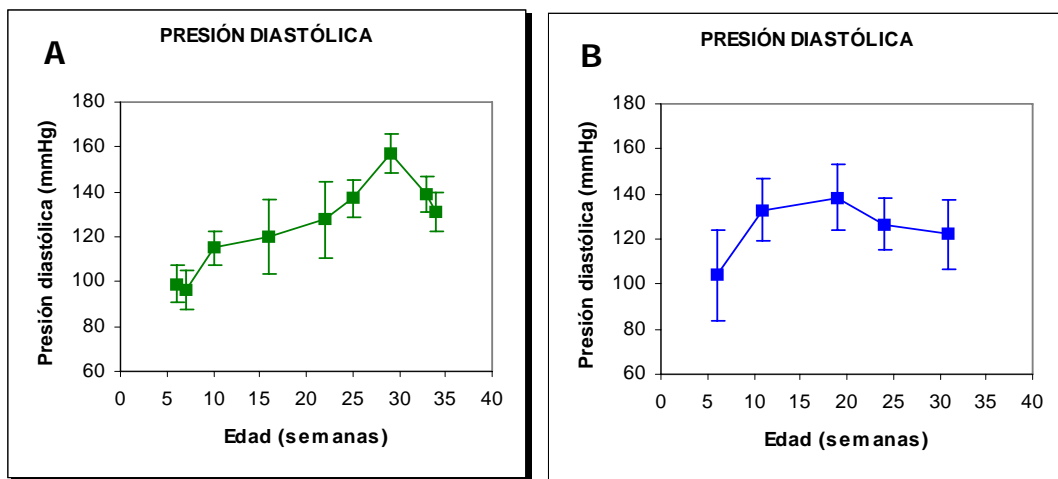 A
PRESIÓN DIASTÓLICA
180
160
140
120
100
80
60
Presión diastólica (mmHg)
0 5 10 15 20 25 30 35 40
Edad (semanas)
B
PRESIÓN DIASTÓLICA
180
160
140
120
100
80
60
Presión diastólica (mmHg)
0 5 10 15 20 25 30 35 40
Edad (semanas)